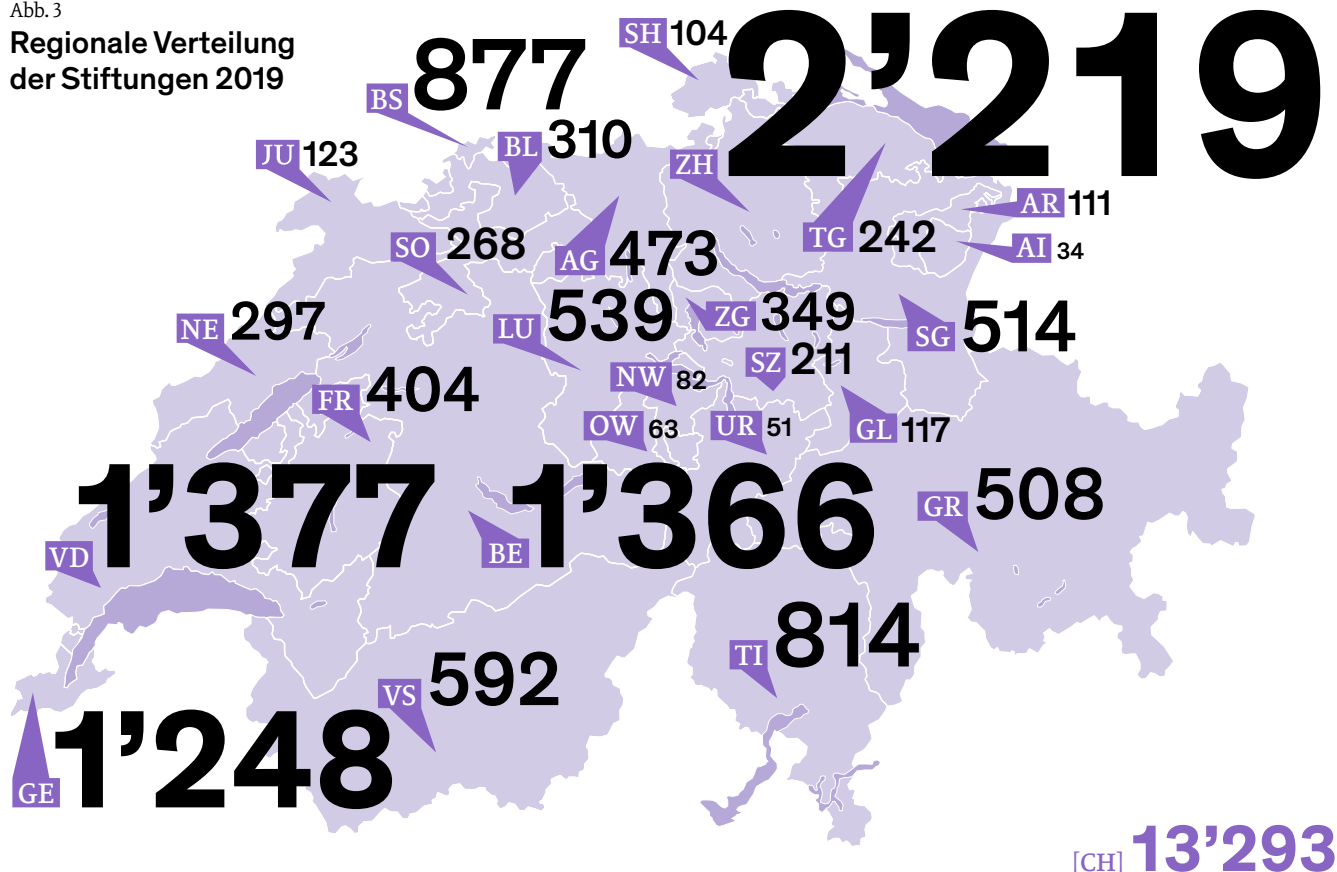 Abb. 3
Regionale Verteilung
der Stiftungen 2019
SH 104
ZH 2’219
BS 877
BL 310
JU 123
AR 111
TG 242
AI 34
SO 268
AG 473
NE 297
LU 539
ZG 349
SG 514
SZ 211
NW 82
FR 404
OW 63
UR 51
GL 117
VD 1’377
BE 1’366
GR 508
TI 814
VS 592
GE 1’248
[CH] 13’293